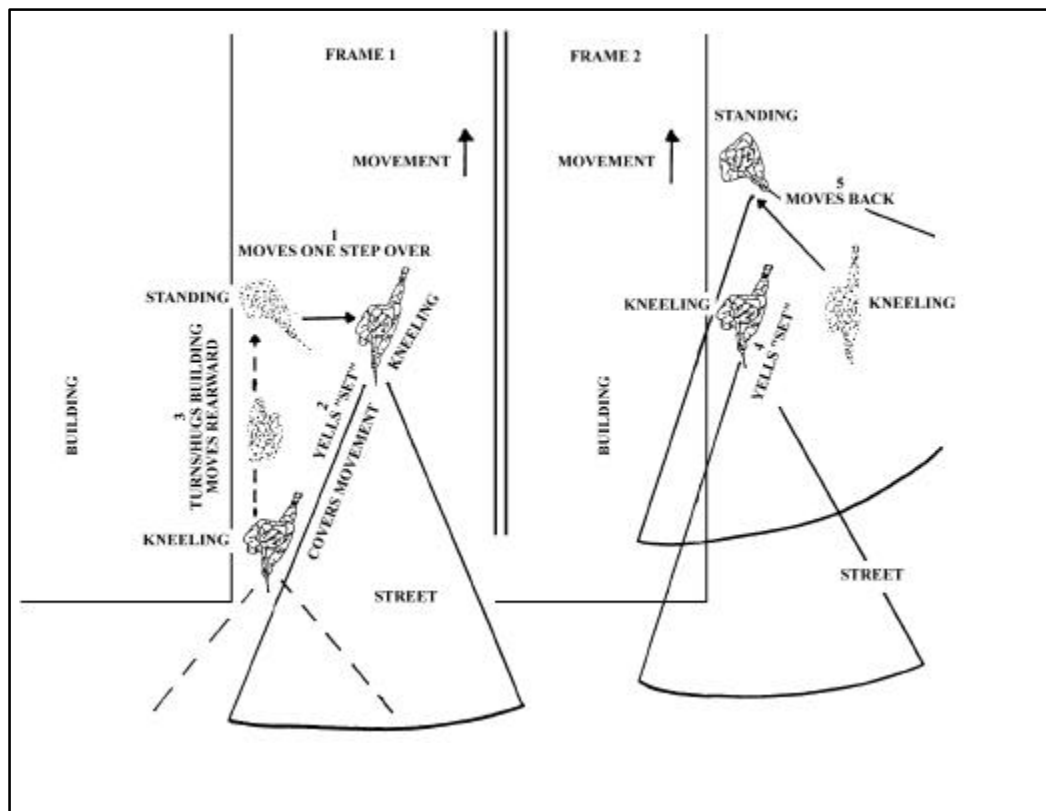 FRAME 1
MOVEMENT
1
MOVES ONE STEP OVER
STANDING
KNEELING
2
YELLS "SET"
COVERS MOVEMENT
3
TURNS/HUGS BUILDING
MOVES REARWARD
BUILDING
KNEELING
STREET
FRAME 2
STANDING
MOVEMENT
5
MOVES BACK
KNEELING
KNEELING
4
YELLS "SET"
BUILDING
STREET